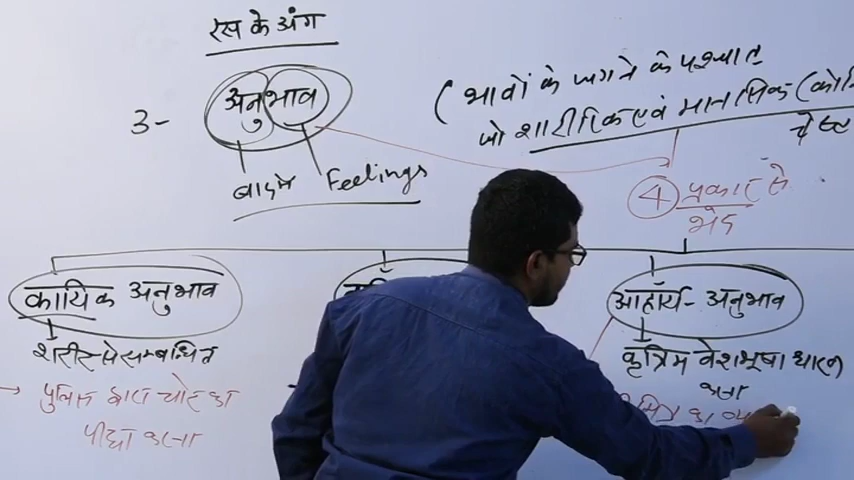 रस के अंग
3- अनुभाव
बाद मे Feelings
( भावों के जगने के पश्चात
जो शारीरिक एवं मानसिक
4 प्रकार से
भेद
कायिक अनुभाव
आहार्य - अनुभाव
शरीर से सम्बन्धित
कृत्रिम वेशभूषा धारण
करना
→ पुलिस द्वारा चोर का
पीछा करना
का